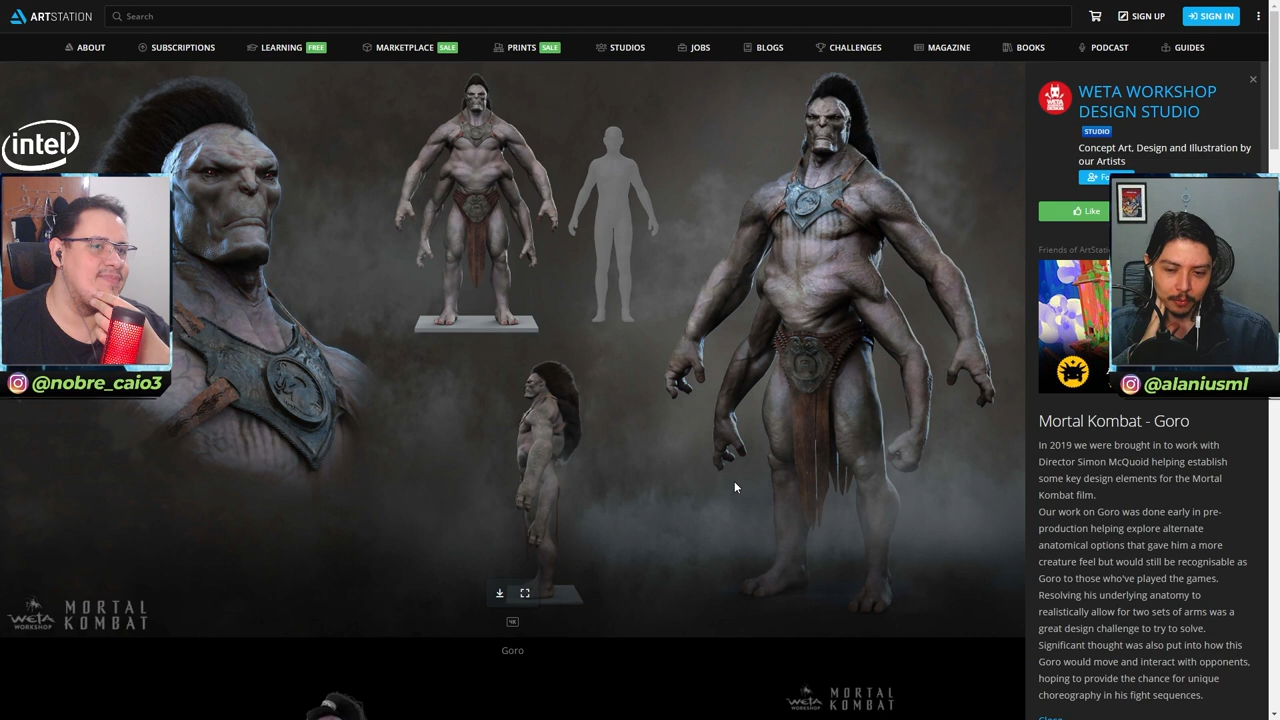 ARTSTATION
Search
SIGN UP
SIGN IN
ABOUT
SUBSCRIPTIONS
LEARNING FREE
MARKETPLACE SALE
PRINTS SALE
STUDIOS
JOBS
BLOGS
CHALLENGES
MAGAZINE
BOOKS
PODCAST
GUIDES
intel
@nobre_caio3
WETA WORKSHOP
MORTAL
KOMBAT
4K
Goro
WETA WORKSHOP
MORTAL
KOMBAT
WETA WORKSHOP
DESIGN STUDIO
STUDIO
Concept Art, Design and Illustration by
our Artists
Like
@alaniusml
Mortal Kombat - Goro
In 2019 we were brought in to work with
Director Simon McQuoid helping establish
some key design elements for the Mortal
Kombat film.
Our work on Goro was done early in pre-
production helping explore alternate
anatomical options that gave him a more
creature feel but would still be recognisable as
Goro to those who've played the games.
Resolving his underlying anatomy to
realistically allow for two sets of arms was a
great design challenge to try to solve.
Significant thought was also put into how this
Goro would move and interact with opponents,
hoping to provide the chance for unique
choreography in his fight sequences.